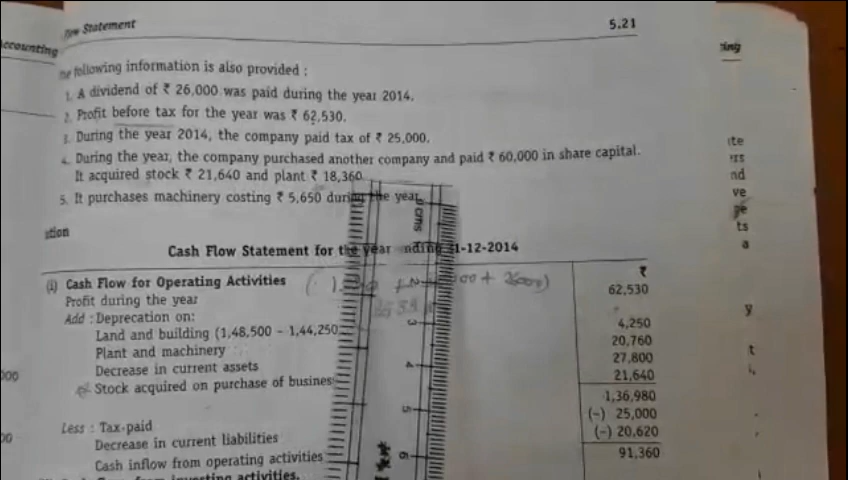 Accounting
Statement
5.21
following information is also provided :
1. A dividend of ₹ 26,000 was paid during the year 2014.
2. Profit before tax for the year was ₹ 62,530.
3. During the year 2014, the company paid tax of ₹ 25,000.
4. During the year, the company purchased another company and paid ₹ 60,000 in share capital.
It acquired stock ₹ 21,640 and plant ₹ 18,360
5. It purchases machinery costing ₹ 5,650 during the year.
Cash Flow Statement for the year ending 31-12-2014
₹
(i) Cash Flow for Operating Activities
Profit during the year 62,530
Add : Deprecation on:
Land and building (1,48,500 - 1,44,250 4,250
Plant and machinery 20,760
Decrease in current assets 27,800
Stock acquired on purchase of busines 21,640
1,36,980
Less : Tax-paid (-) 25,000
Decrease in current liabilities (-) 20,620
Cash inflow from operating activities 91,360
cms
2
3
4
5
6